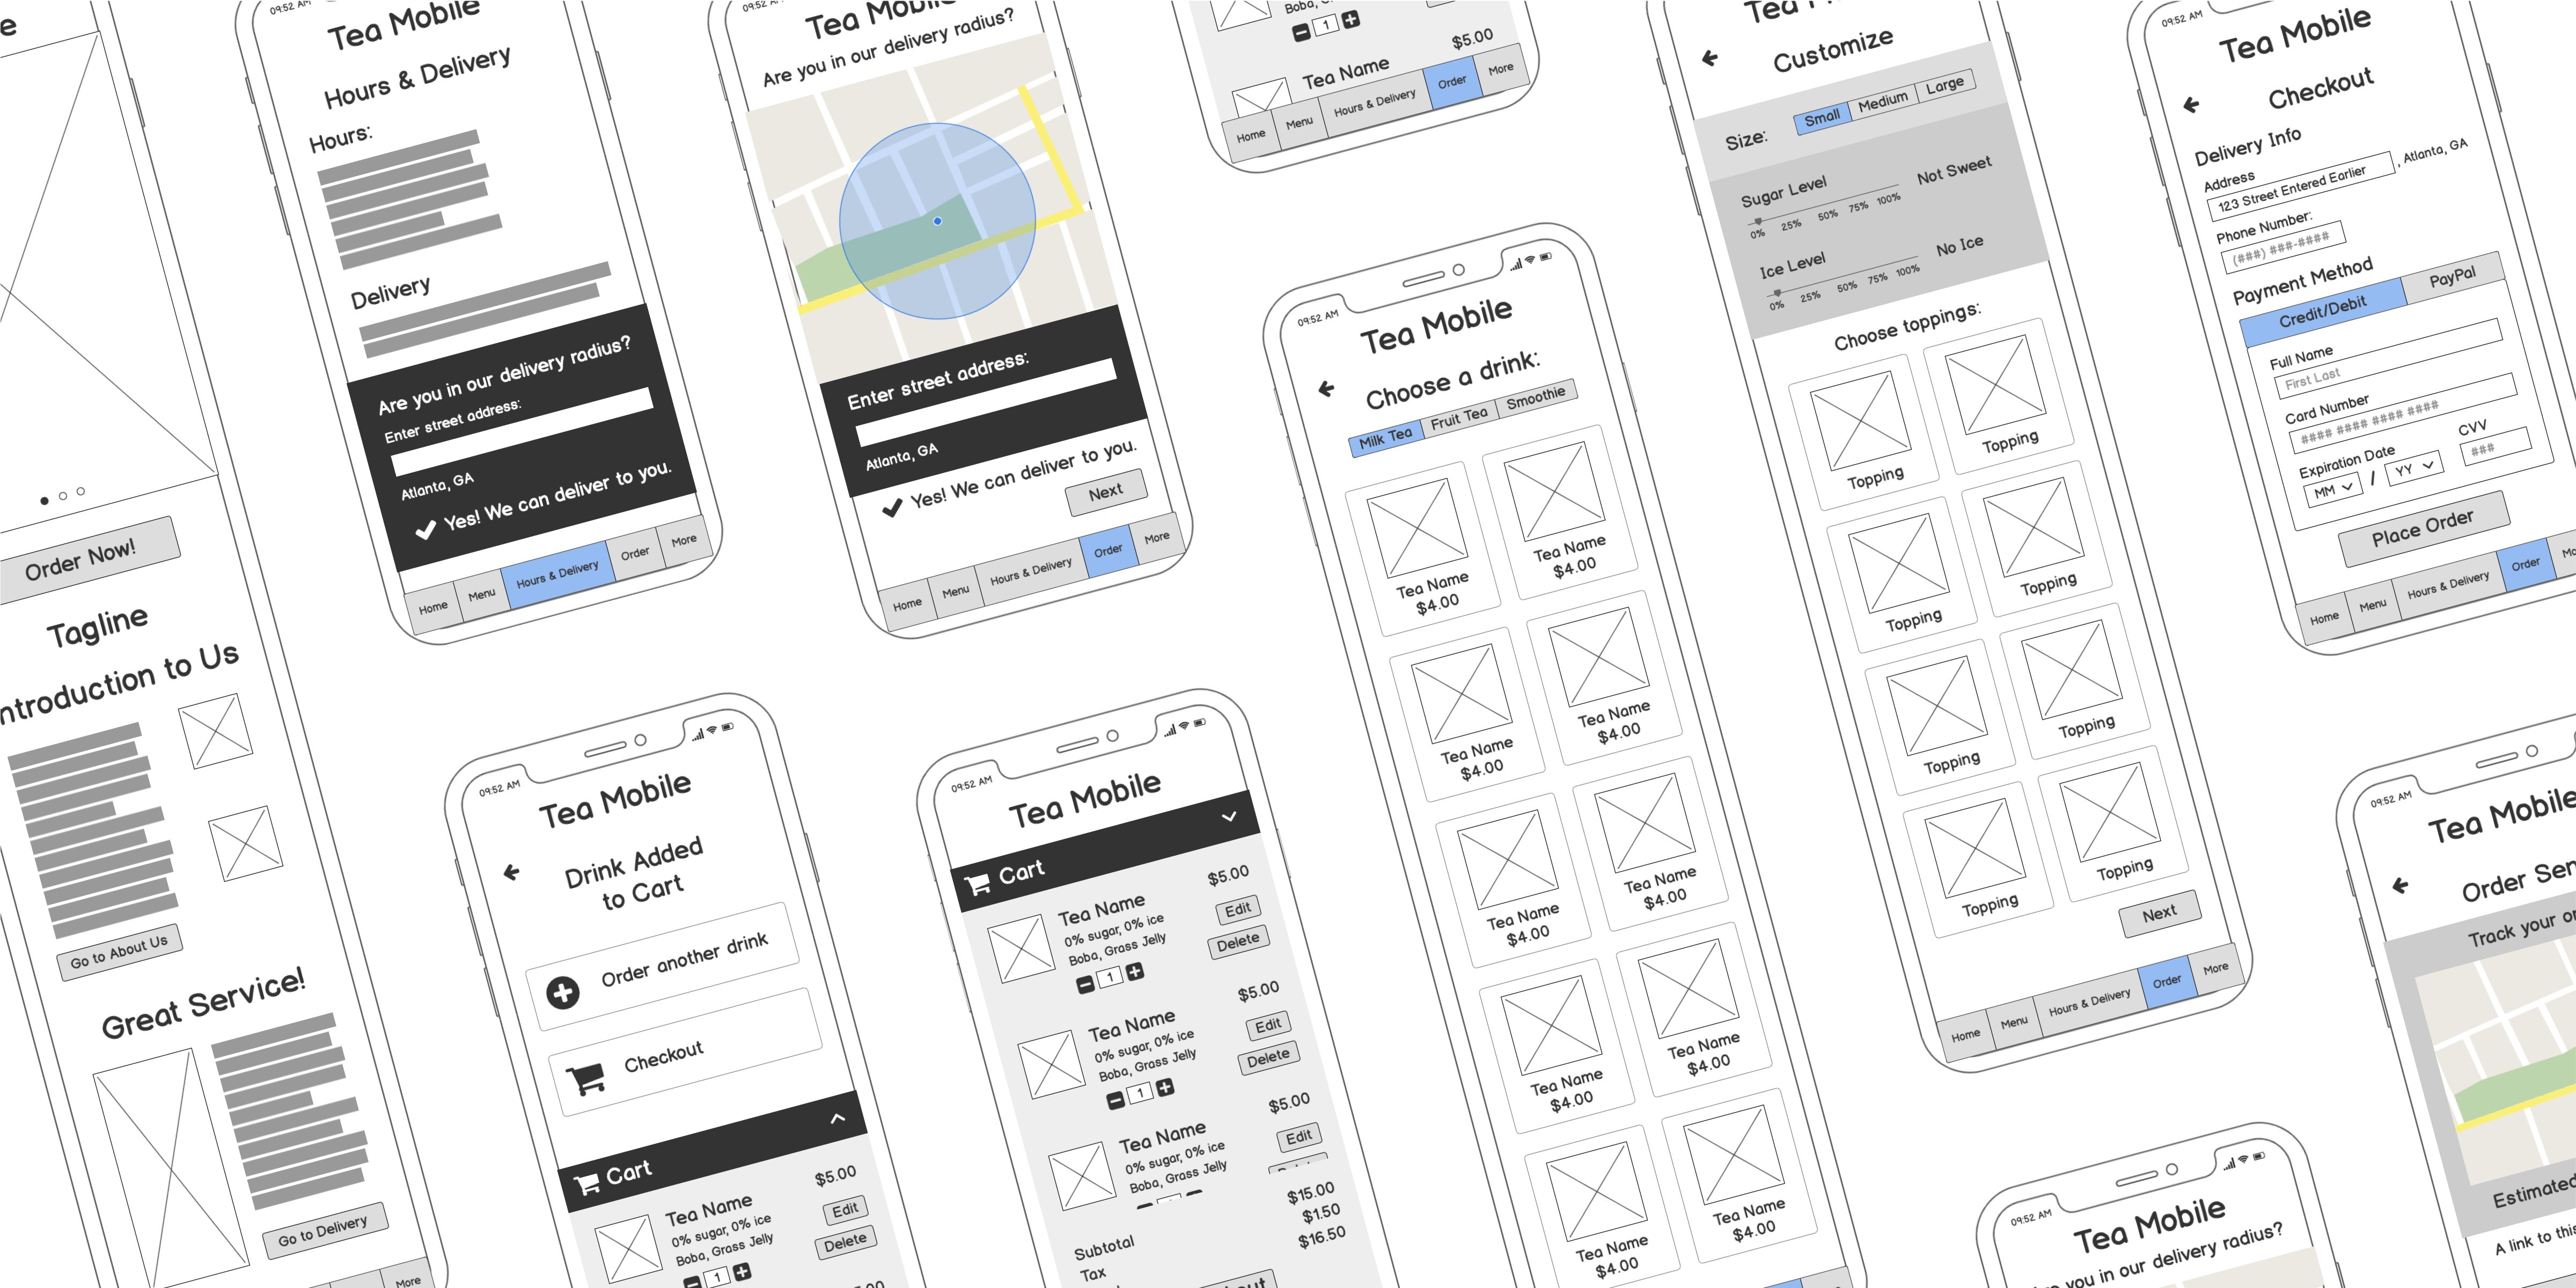 Order Now!
Tagline
Introduction to Us
Go to About Us
Great Service!
Go to Delivery
More
09:52 AM
Tea Mobile
Hours & Delivery
Hours:
Delivery
Are you in our delivery radius?
Enter street address:
Atlanta, GA
Yes! We can deliver to you.
Home Menu Hours & Delivery Order More
09:52 AM
Tea Mobile
Drink Added
to Cart
Order another drink
Checkout
Cart
Tea Name $5.00
0% sugar, 0% ice Edit
Boba, Grass Jelly Delete
1
Tea Mobile
Are you in our delivery radius?
Enter street address:
Atlanta, GA
Yes! We can deliver to you.
Next
Home Menu Hours & Delivery Order More
09:52 AM
Tea Mobile
Cart
Tea Name $5.00
0% sugar, 0% ice Edit
Boba, Grass Jelly Delete
1
Tea Name $5.00
0% sugar, 0% ice Edit
Boba, Grass Jelly Delete
1
Tea Name $5.00
0% sugar, 0% ice Edit
Boba, Grass Jelly
Subtotal $15.00
Tax $1.50
$16.50
1
Tea Name $5.00
Home Menu Hours & Delivery Order More
09:52 AM
Tea Mobile
Choose a drink:
Milk Tea Fruit Tea Smoothie
Tea Name Tea Name
$4.00 $4.00
Tea Name Tea Name
$4.00 $4.00
Tea Name Tea Name
$4.00 $4.00
Tea Name Tea Name
$4.00 $4.00
Tea Name Tea Name
$4.00 $4.00
Customize
Size: Small Medium Large
Sugar Level Not Sweet
0% 25% 50% 75% 100%
Ice Level No Ice
0% 25% 50% 75% 100%
Choose toppings:
Topping Topping
Topping Topping
Topping Topping
Topping Topping
Next
Home Menu Hours & Delivery Order More
09:52 AM
Tea Mobile
Checkout
Delivery Info
Address
123 Street Entered Earlier , Atlanta, GA
Phone Number:
(###) ###-####
Payment Method
Credit/Debit PayPal
Full Name
First Last
Card Number
#### #### #### ####
Expiration Date CVV
MM / YY ###
Place Order
Home Menu Hours & Delivery Order
09:52 AM
Tea Mobile
you in our delivery radius?
09:52 AM
Tea Mobile
Order
Track your
Estimated
A link to this